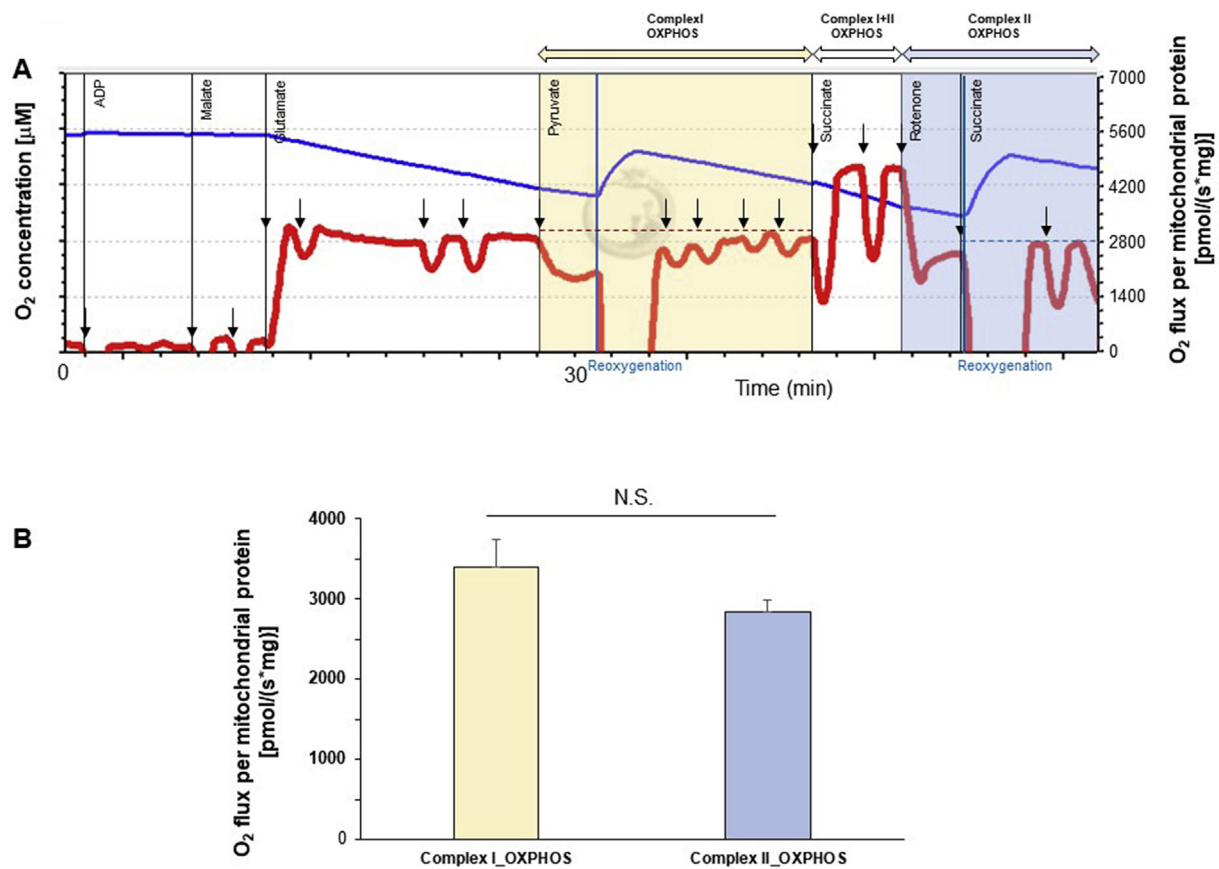 ComplexI
OXPHOS
Complex I+II
OXPHOS
Complex II
OXPHOS
A
O2 concentration [µM]
ADP
Malate
Glutamate
Pyruvate
Succinate
Rotenone
Succinate
7000
5600
4200
2800
1400
0
O2 flux per mitochondrial protein
[pmol/(s*mg)]
0
30
Reoxygenation
Time (min)
Reoxygenation
B
N.S.
O2 flux per mitochondrial protein
[pmol/(s*mg)]
4000
3000
2000
1000
0
Complex I_OXPHOS
Complex II_OXPHOS